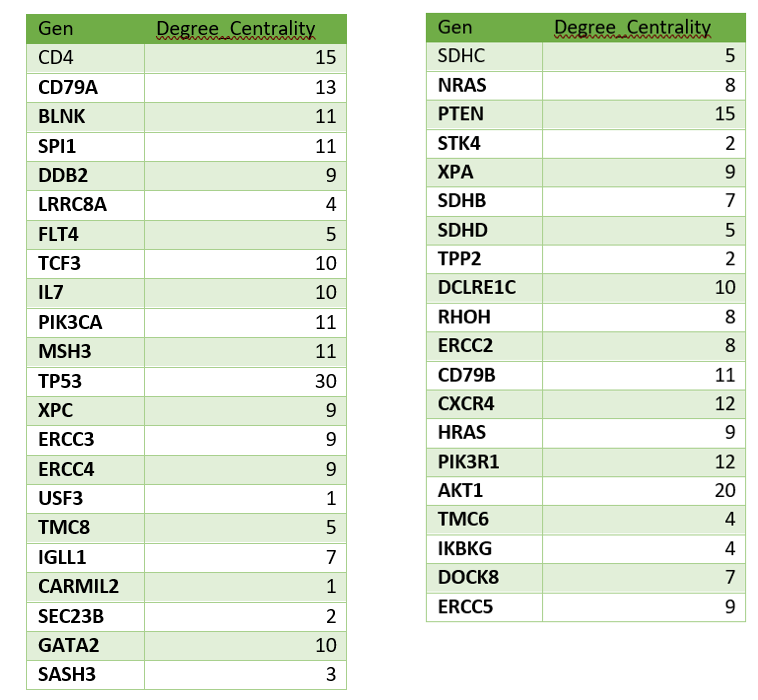 Gen Degree_Centrality
CD4 15
CD79A 13
BLNK 11
SPI1 11
DDB2 9
LRRC8A 4
FLT4 5
TCF3 10
IL7 10
PIK3CA 11
MSH3 11
TP53 30
XPC 9
ERCC3 9
ERCC4 9
USF3 1
TMC8 5
IGLL1 7
CARMIL2 1
SEC23B 2
GATA2 10
SASH3 3
Gen Degree_Centrality
SDHC 5
NRAS 8
PTEN 15
STK4 2
XPA 9
SDHB 7
SDHD 5
TPP2 2
DCLRE1C 10
RHOH 8
ERCC2 8
CD79B 11
CXCR4 12
HRAS 9
PIK3R1 12
AKT1 20
TMC6 4
IKBKG 4
DOCK8 7
ERCC5 9